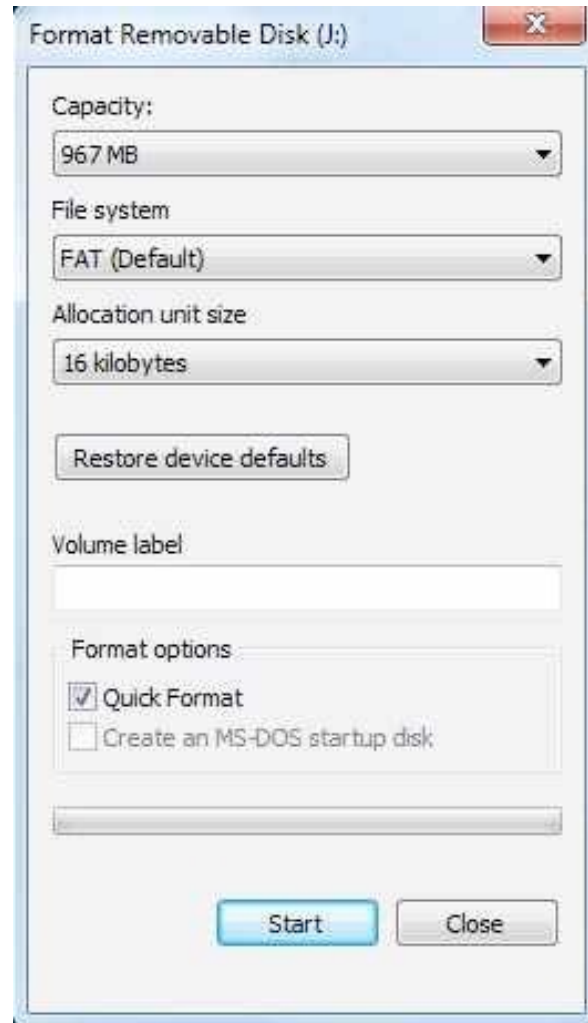 Format Removable Disk (J:)
Capacity:
967 MB
File system
FAT (Default)
Allocation unit size
16 kilobytes
Restore device defaults
Volume label
Format options
Quick Format
Create an MS-DOS startup disk
Start
Close